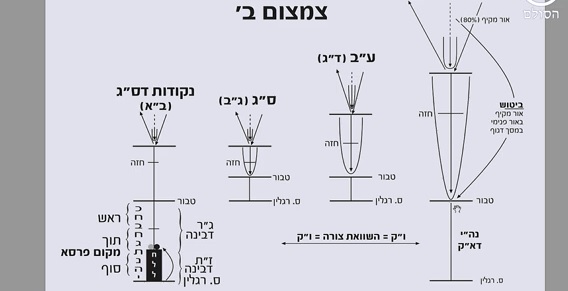 צמצום ב׳
הסולם
אור מקיף (80%)
ע״ב (ד״ג)
ס״ג (ג״ב)
נקודות דס״ג
(ב״א)
ביטוש
אור מקיף
באור פנימי
במסך דגוף
חזה
חזה
חזה
חזה
טבור
טבור
טבור
טבור
ס. רגלין
ס. רגלין
נה״י
דא״ק
ו״ק = השוואת צורה = ו״ק
ג״ר
דבינה
ז״ת
דבינה
ראש
תוך
מקום פרסא
סוף
חלל
ס. רגלין
ס. רגלין